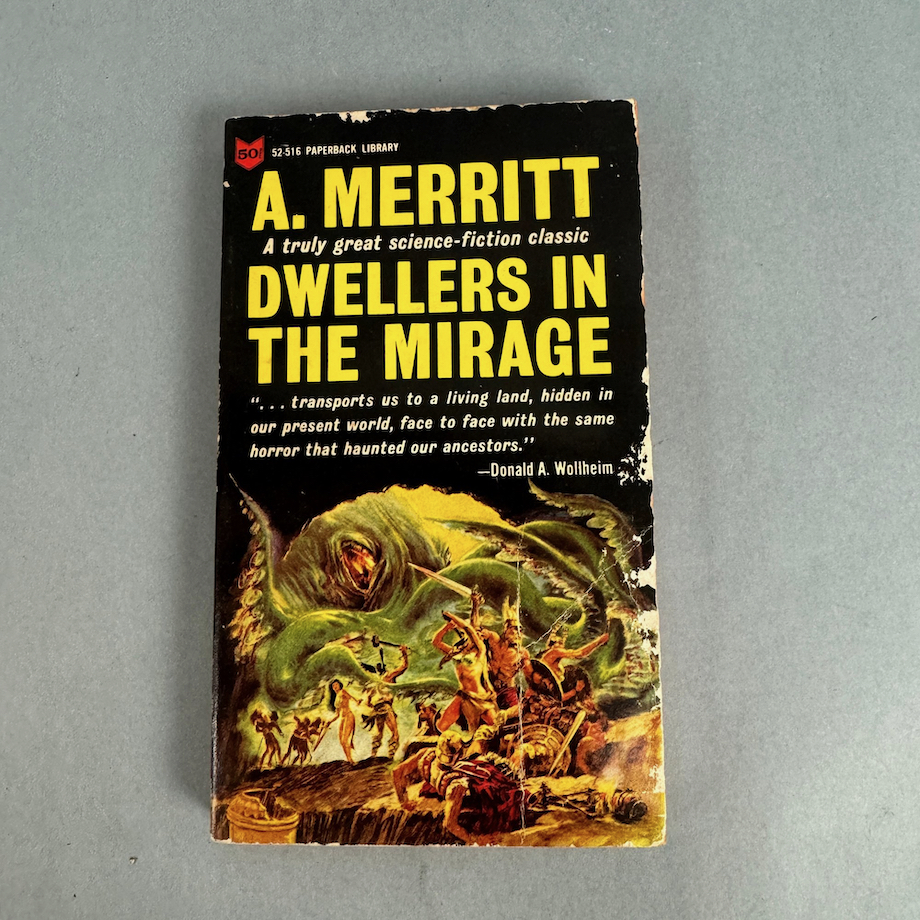 50¢
52-516 PAPERBACK LIBRARY
A. MERRITT
A truly great science-fiction classic
DWELLERS IN
THE MIRAGE
“. . . transports us to a living land, hidden in
our present world, face to face with the same
horror that haunted our ancestors.”
—Donald A. Wollheim